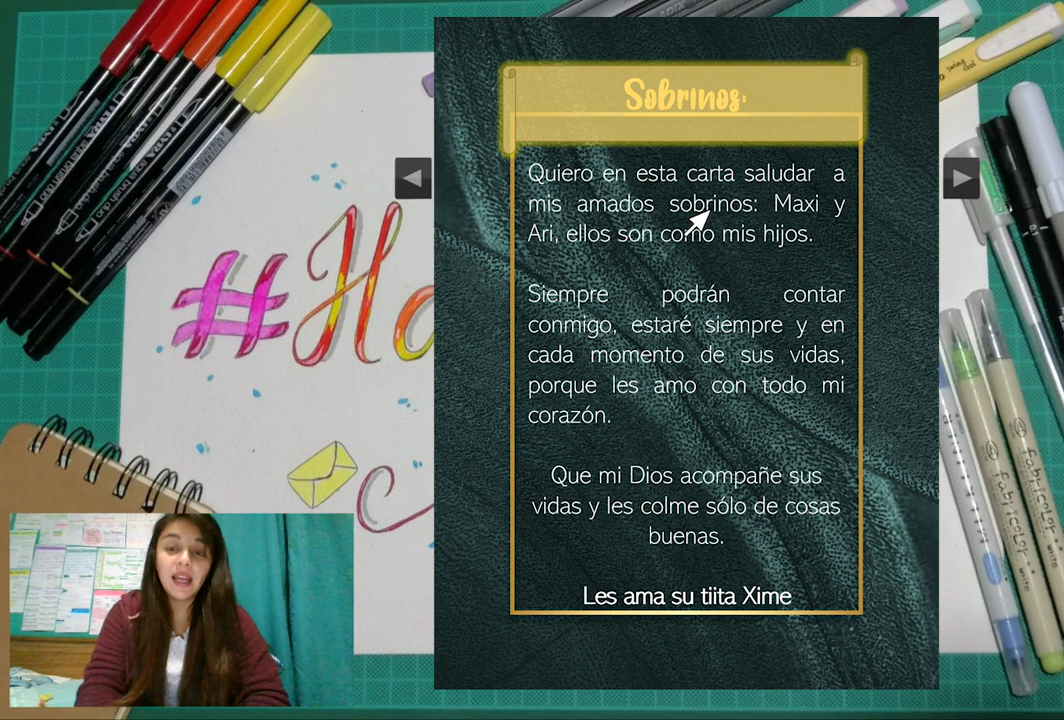 Sobrinos:
Quiero en esta carta saludar a
mis amados sobrinos: Maxi y
Ari, ellos son como mis hijos.
Siempre podrán contar
conmigo, estaré siempre y en
cada momento de sus vidas,
porque les amo con todo mi
corazón.
Que mi Dios acompañe sus
vidas y les colme sólo de cosas
buenas.
Les ama su tiita Xime
#Ho
fabricolor
fabricolor